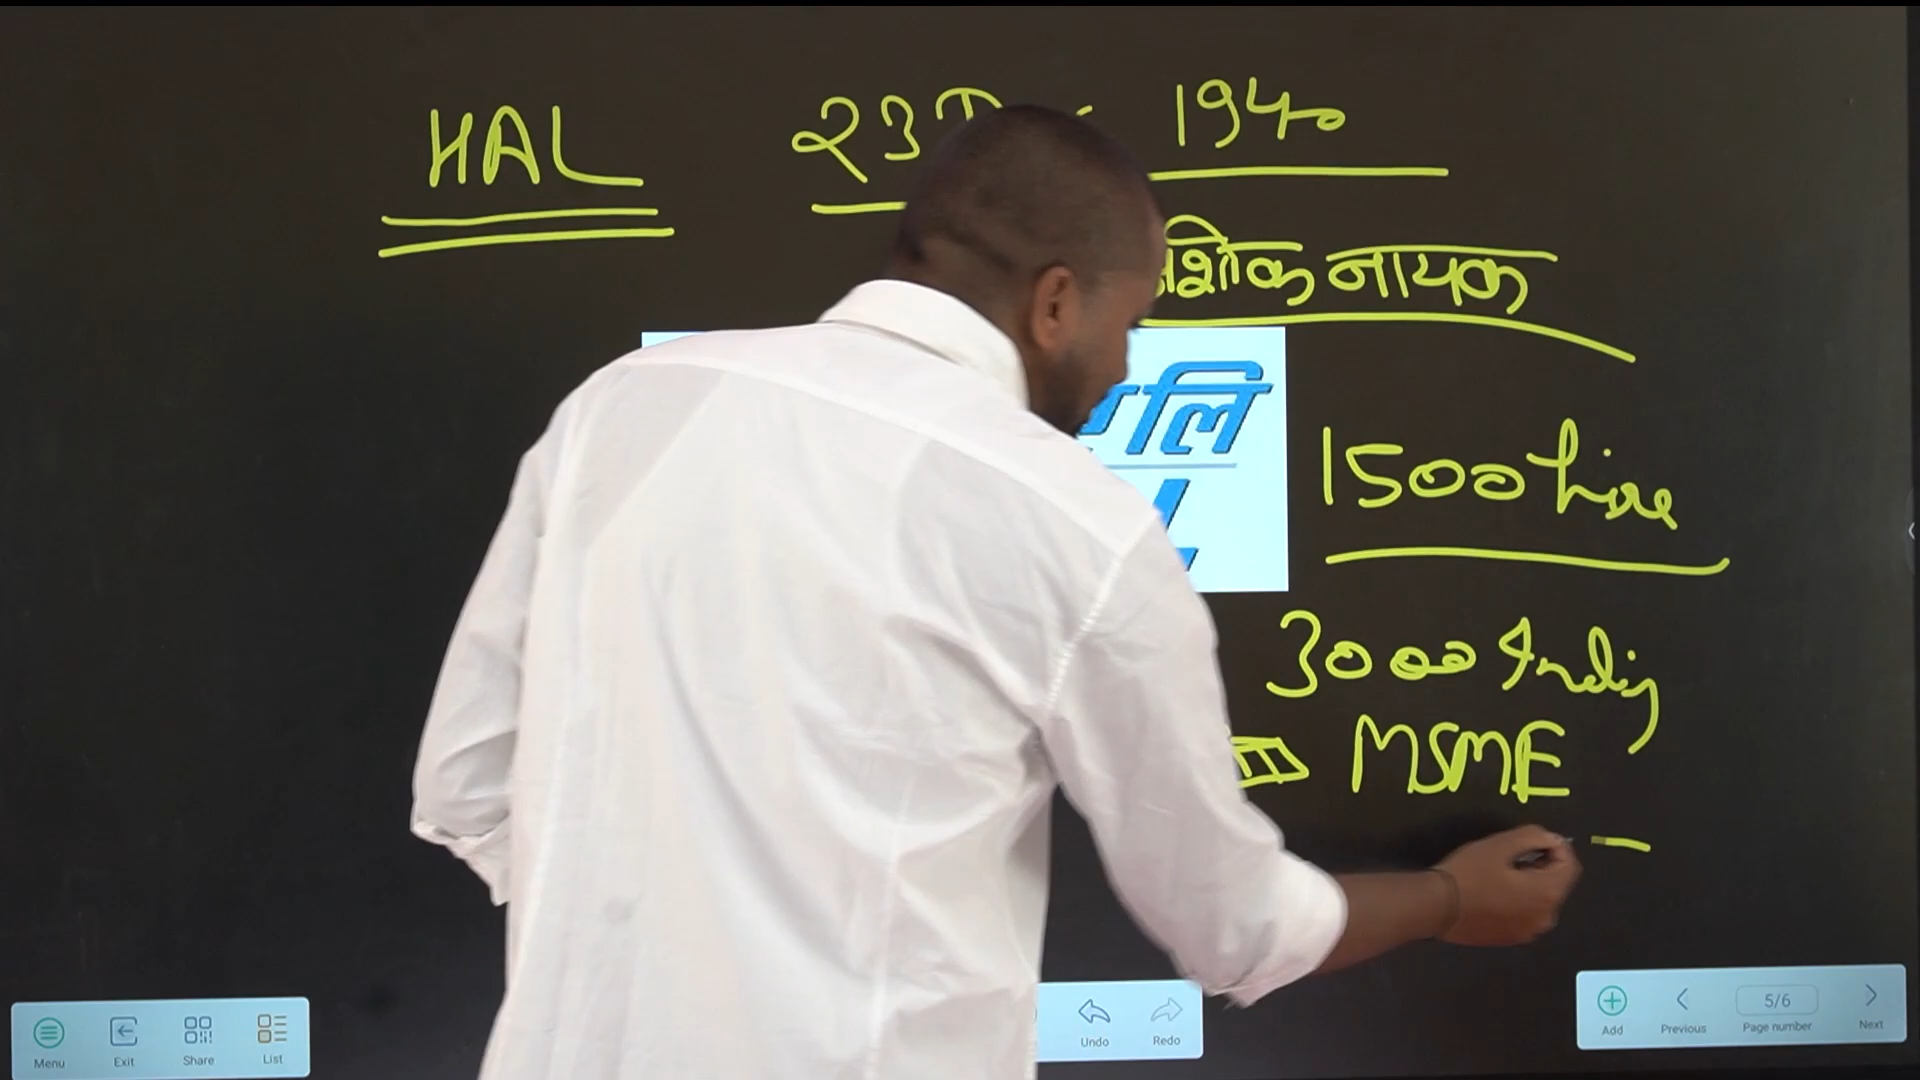 HAL 23 1940
नायक
एलि
L
1500 hire
3000 Indig
MSME
Menu Exit Share List Undo Redo Add Previous 5/6 Page number Next